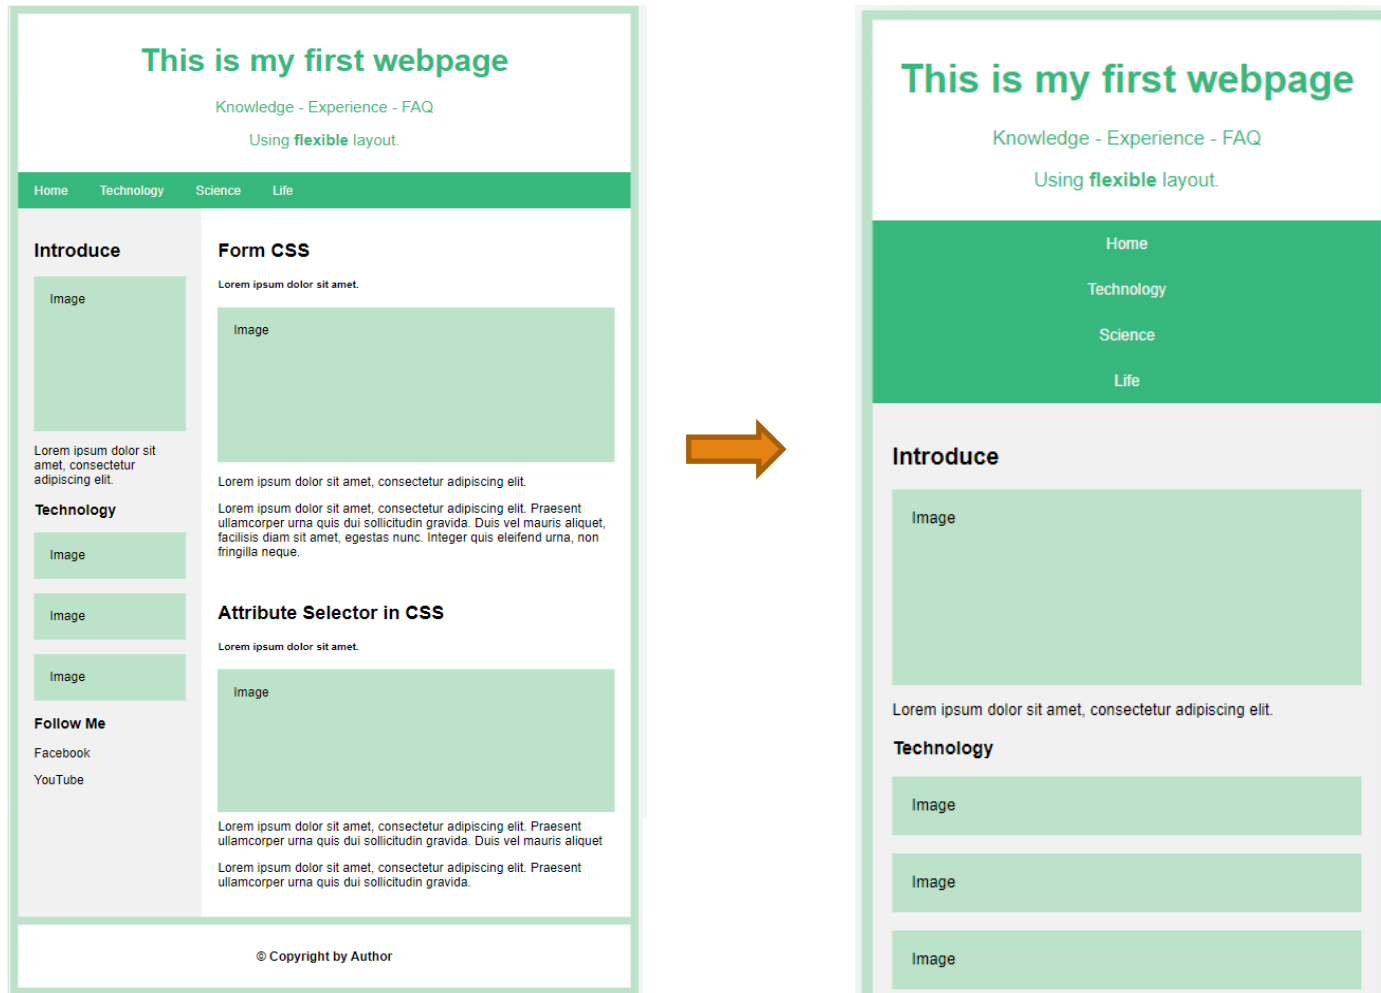 This is my first webpage
Knowledge - Experience - FAQ
Using flexible layout.
Home Technology Science Life
Introduce
Image
Lorem ipsum dolor sit
amet, consectetur
adipiscing elit.
Technology
Image
Image
Image
Follow Me
Facebook
YouTube
Form CSS
Lorem ipsum dolor sit amet.
Image
Lorem ipsum dolor sit amet, consectetur adipiscing elit.
Lorem ipsum dolor sit amet, consectetur adipiscing elit. Praesent
ullamcorper urna quis dui sollicitudin gravida. Duis vel mauris aliquet,
facilisis diam sit amet, egestas nunc. Integer quis eleifend urna, non
fringilla neque.
Attribute Selector in CSS
Lorem ipsum dolor sit amet.
Image
Lorem ipsum dolor sit amet, consectetur adipiscing elit. Praesent
ullamcorper urna quis dui sollicitudin gravida. Duis vel mauris aliquet
Lorem ipsum dolor sit amet, consectetur adipiscing elit. Praesent
ullamcorper urna quis dui sollicitudin gravida.
© Copyright by Author
This is my first webpage
Knowledge - Experience - FAQ
Using flexible layout.
Home
Technology
Science
Life
Introduce
Image
Lorem ipsum dolor sit amet, consectetur adipiscing elit.
Technology
Image
Image
Image